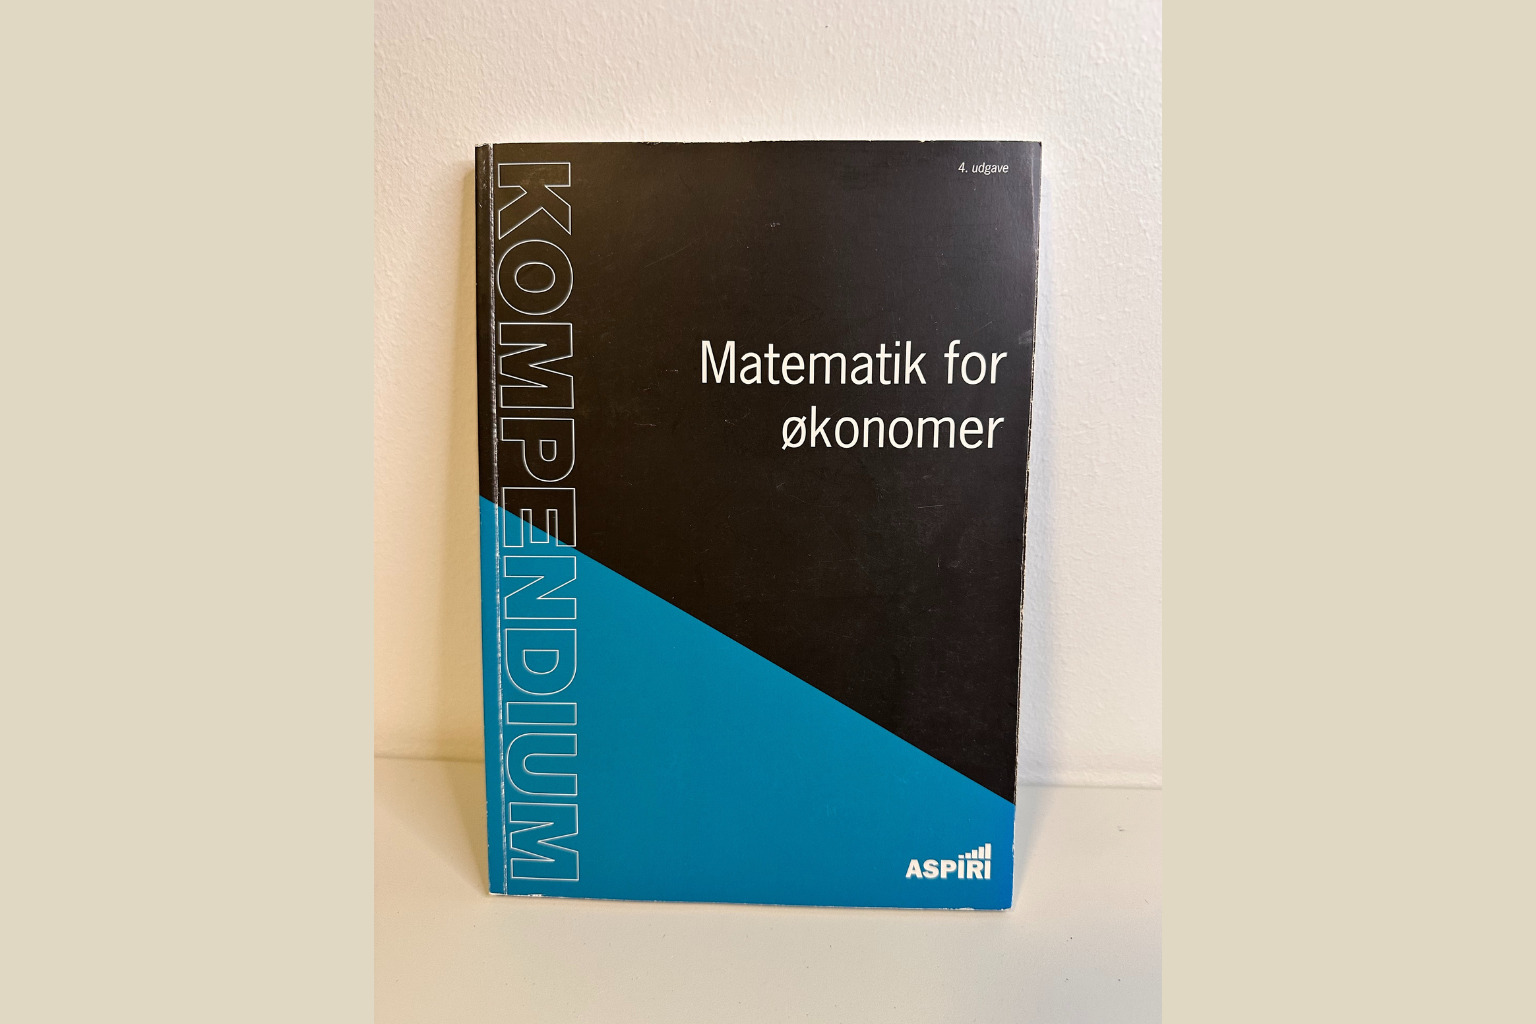 KOMPENDIUM
4. udgave
Matematik for
økonomer
ASPIRI